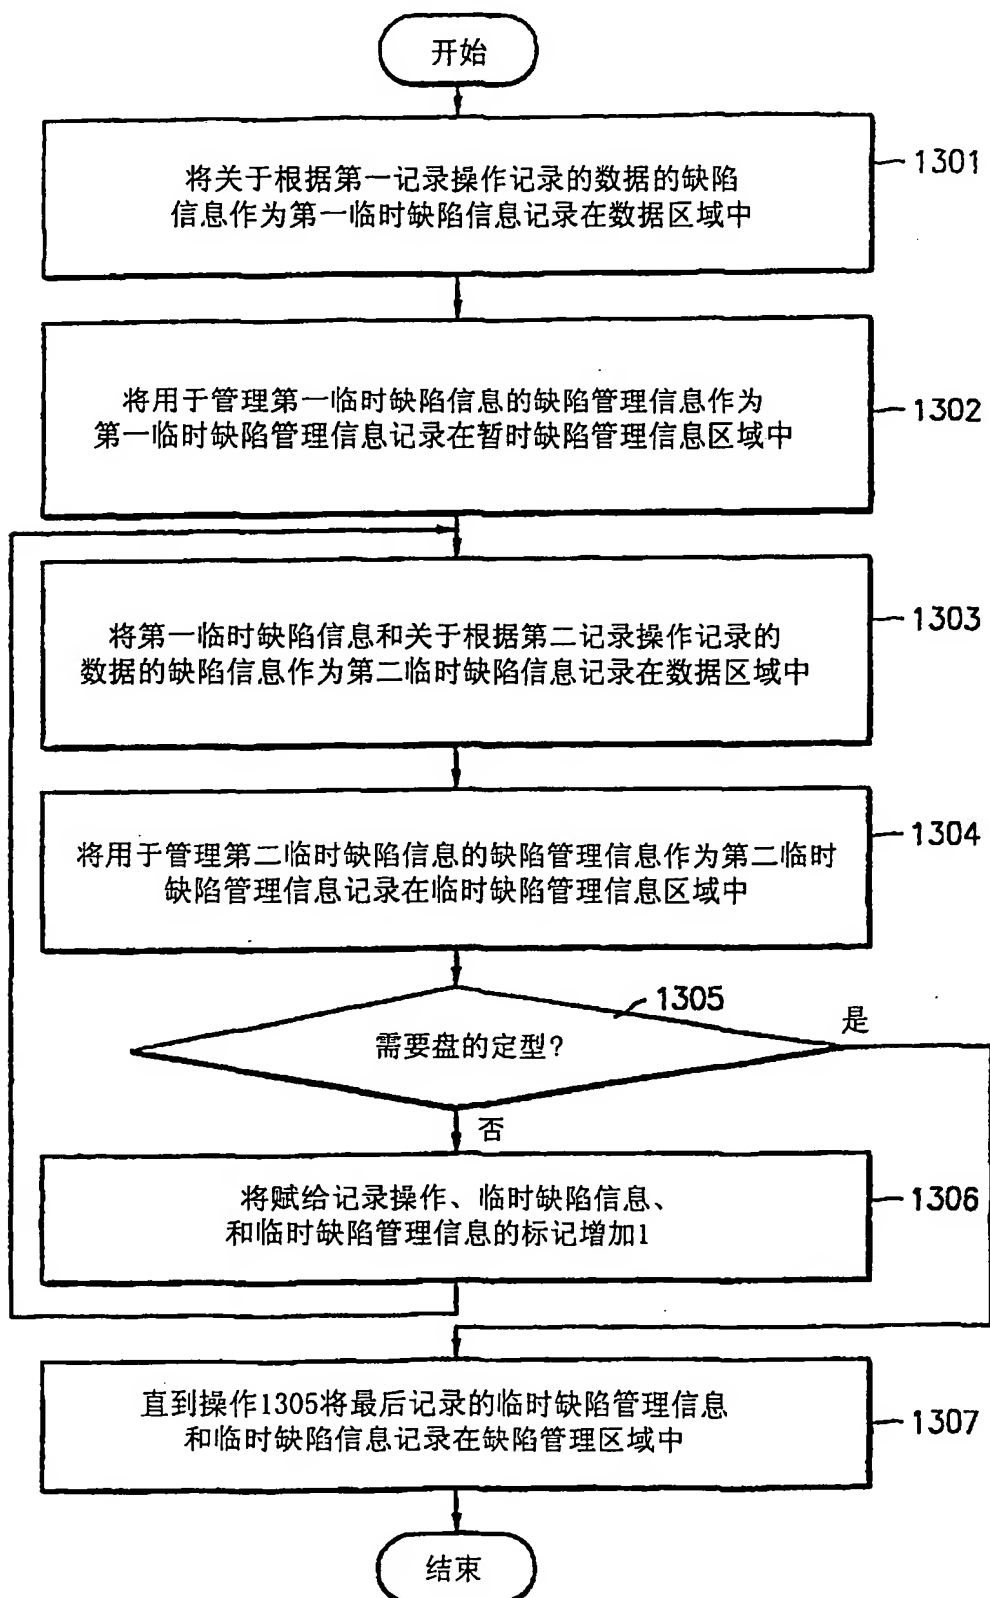 开始
将关于根据第一记录操作记录的数据的缺陷
信息作为第一临时缺陷信息记录在数据区域中
1301
将用于管理第一临时缺陷信息的缺陷管理信息作为
第一临时缺陷管理信息记录在暂时缺陷管理信息区域中
1302
将第一临时缺陷信息和关于根据第二记录操作记录的
数据的缺陷信息作为第二临时缺陷信息记录在数据区域中
1303
将用于管理第二临时缺陷信息的缺陷管理信息作为第二临时
缺陷管理信息记录在临时缺陷管理信息区域中
1304
1305
需要盘的定型?
是
否
将赋给记录操作、临时缺陷信息、
和临时缺陷管理信息的标记增加1
1306
直到操作1305将最后记录的临时缺陷管理信息
和临时缺陷信息记录在缺陷管理区域中
1307
结束